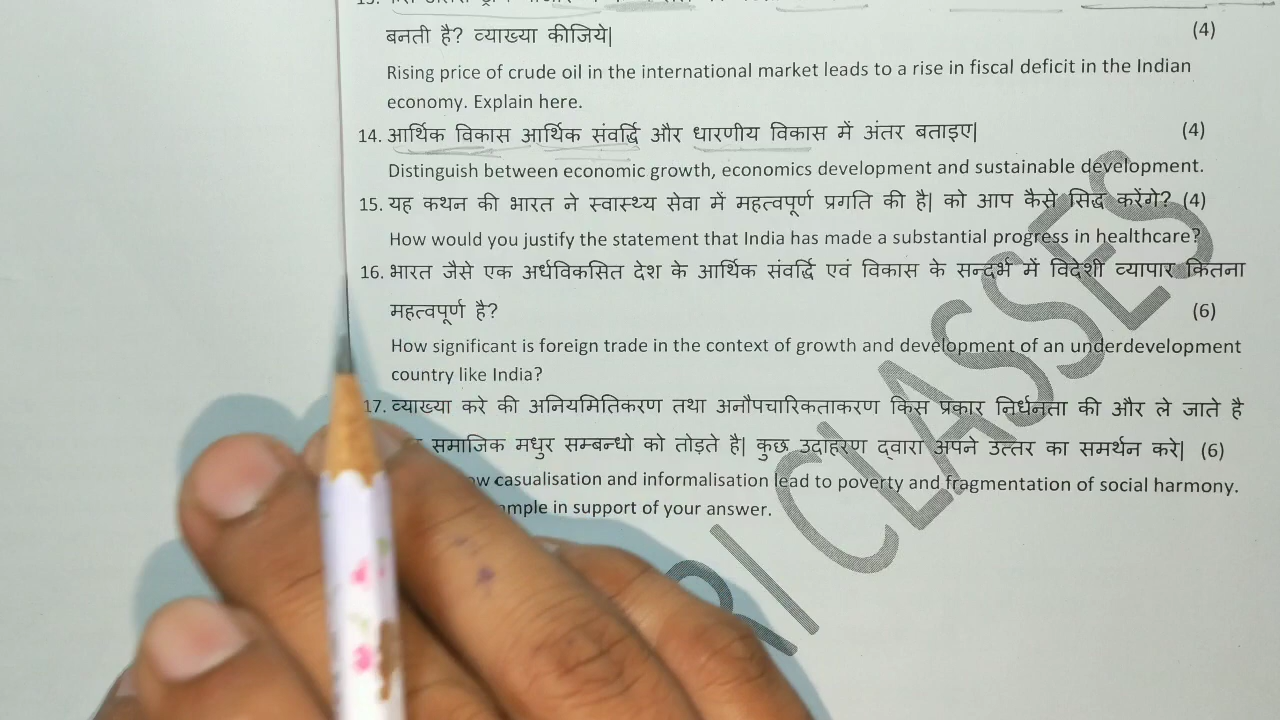 बनती है? व्याख्या कीजिये| (4)
Rising price of crude oil in the international market leads to a rise in fiscal deficit in the Indian
economy. Explain here.
14. आर्थिक विकास आर्थिक संवर्द्धि और धारणीय विकास में अंतर बताइए| (4)
Distinguish between economic growth, economics development and sustainable development.
15. यह कथन की भारत ने स्वास्थ्य सेवा में महत्वपूर्ण प्रगति की है| को आप कैसे सिद्ध करेंगे? (4)
How would you justify the statement that India has made a substantial progress in healthcare?
16. भारत जैसे एक अर्धविकसित देश के आर्थिक संवर्द्धि एवं विकास के सन्दर्भ में विदेशी व्यापार कितना
महत्वपूर्ण है? (6)
How significant is foreign trade in the context of growth and development of an underdevelopment
country like India?
17. व्याख्या करे की अनियमितिकरण तथा अनौपचारिकताकरण किस प्रकार निर्धनता की और ले जाते है
समाजिक मधुर सम्बन्धो को तोड़ते है| कुछ उदाहरण द्वारा अपने उत्तर का समर्थन करे| (6)
casualisation and informalisation lead to poverty and fragmentation of social harmony.
in support of your answer.
CLASSES